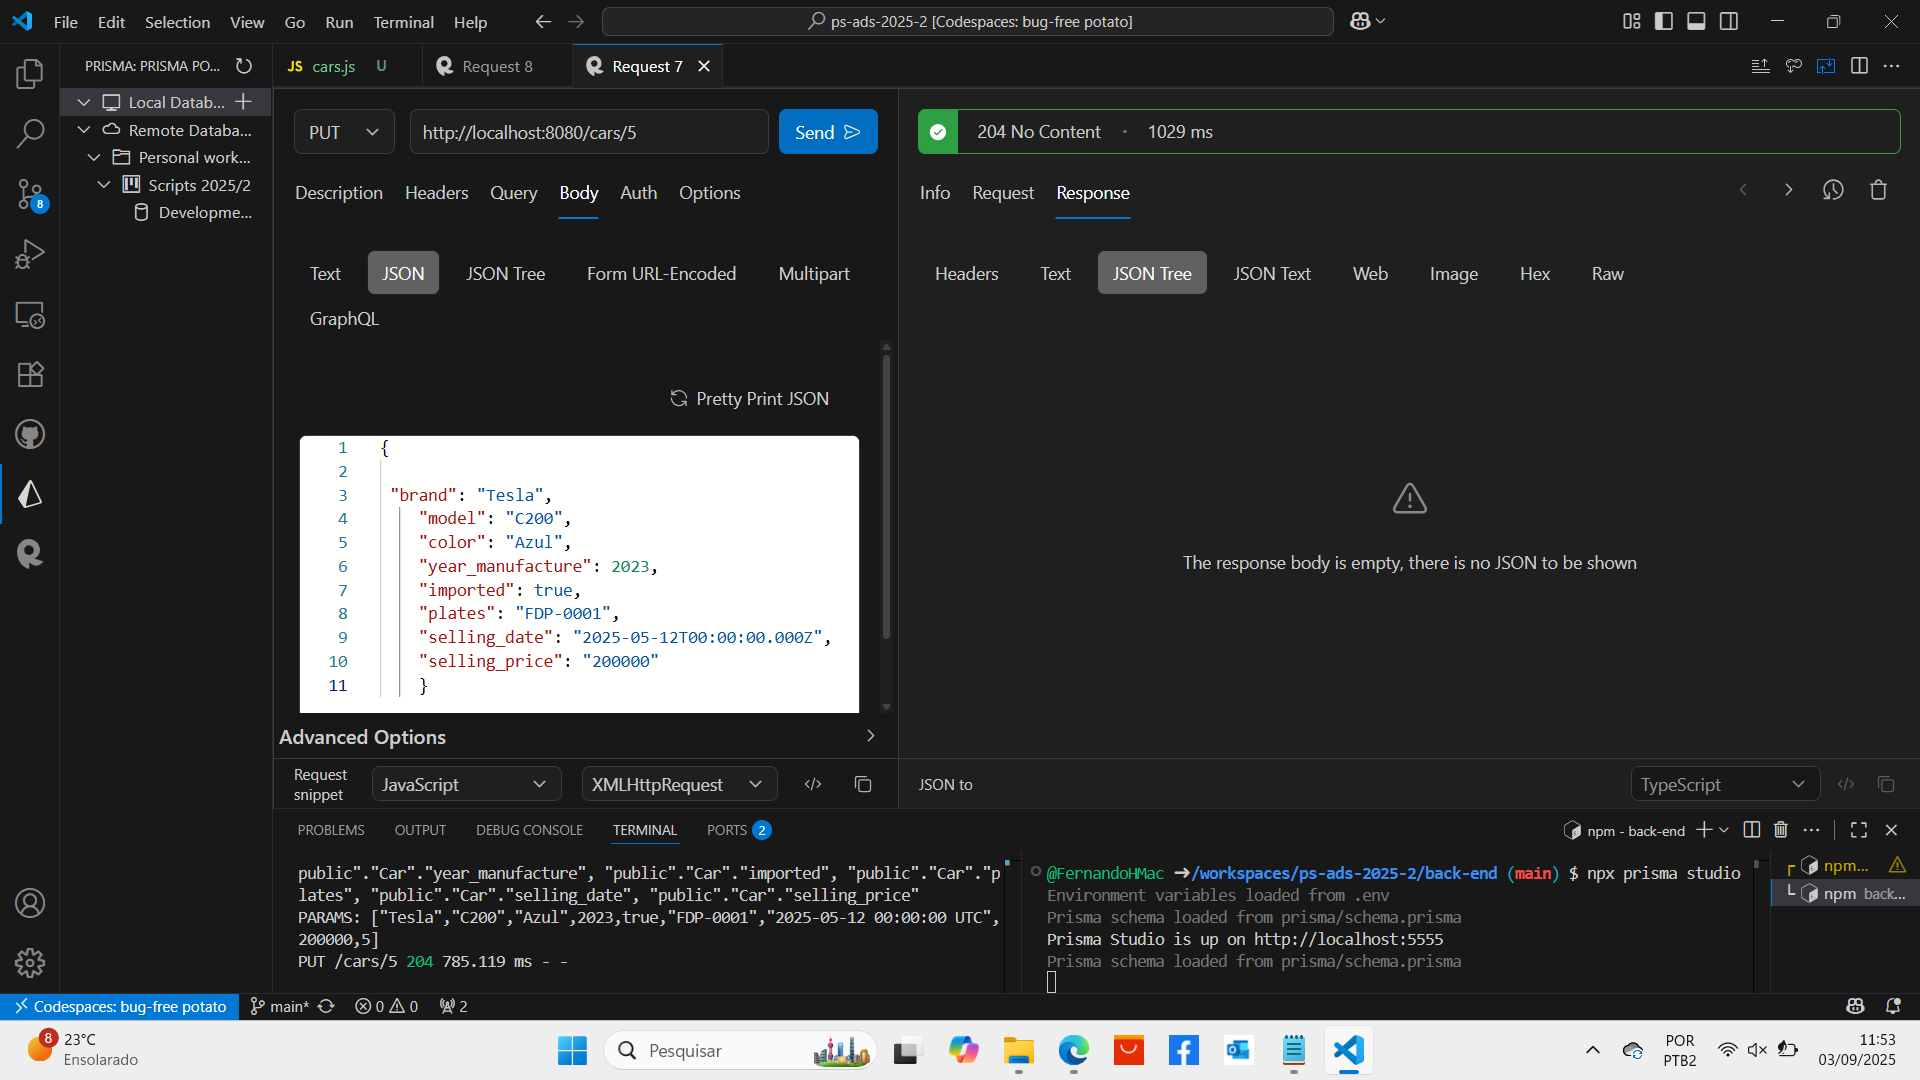 File Edit Selection View Go Run Terminal Help
ps-ads-2025-2 [Codespaces: bug-free potato]
PRISMA: PRISMA PO...
Local Datab...
Remote Databa...
Personal work...
Scripts 2025/2
Developme...
8
JS cars.js U
Request 8
Request 7
PUT
http://localhost:8080/cars/5
Send
Description Headers Query Body Auth Options
Text JSON JSON Tree Form URL-Encoded Multipart
GraphQL
Pretty Print JSON
1 {
2
3 "brand": "Tesla",
4 "model": "C200",
5 "color": "Azul",
6 "year_manufacture": 2023,
7 "imported": true,
8 "plates": "FDP-0001",
9 "selling_date": "2025-05-12T00:00:00.000Z",
10 "selling_price": "200000"
11 }
Advanced Options
Request
snippet
JavaScript
XMLHttpRequest
204 No Content · 1029 ms
Info Request Response
Headers Text JSON Tree JSON Text Web Image Hex Raw
The response body is empty, there is no JSON to be shown
JSON to
TypeScript
PROBLEMS OUTPUT DEBUG CONSOLE TERMINAL PORTS 2
npm - back-end
public"."Car"."year_manufacture", "public"."Car"."imported", "public"."Car"."p
lates", "public"."Car"."selling_date", "public"."Car"."selling_price"
PARAMS: ["Tesla","C200","Azul",2023,true,"FDP-0001","2025-05-12 00:00:00 UTC",
200000,5]
PUT /cars/5 204 785.119 ms - -
@FernandoHMac ➜/workspaces/ps-ads-2025-2/back-end (main) $ npx prisma studio
Environment variables loaded from .env
Prisma schema loaded from prisma/schema.prisma
Prisma Studio is up on http://localhost:5555
Prisma schema loaded from prisma/schema.prisma
npm...
npm back...
Codespaces: bug-free potato
main*
0 0
2
8
23°C
Ensolarado
Pesquisar
POR
PTB2
11:53
03/09/2025